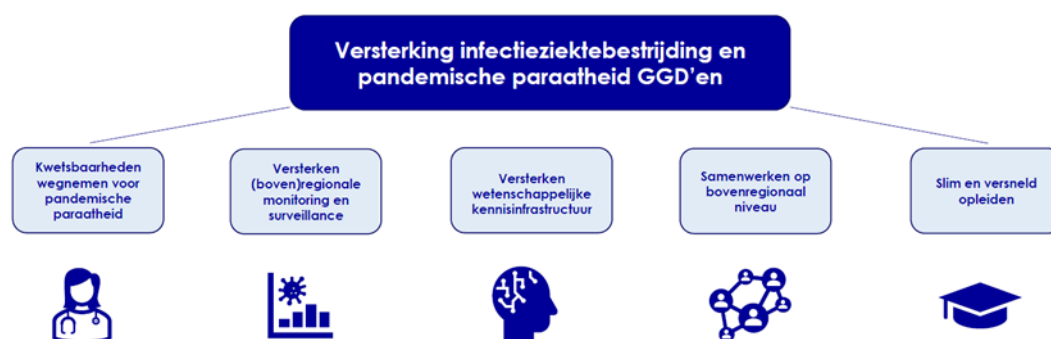 Versterking infectieziektebestrijding en
pandemische paraatheid GGD'en
Kwetsbaarheden
wegnemen voor
pandemische
paraatheid
Versterken
(boven)regionale
monitoring en
surveillance
Versterken
wetenschappelijke
kennisinfrastructuur
Samenwerken op
bovenregionaal
niveau
Slim en versneld
opleiden